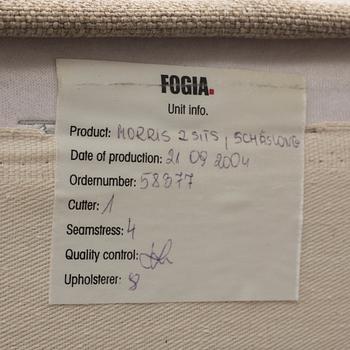 FOGIA.
Unit info.
Product: MORRIS 2 SITS, SCHÄSLONG
Date of production: 21 09 2004
Ordernumber: 58377
Cutter: 1
Seamstress: 4
Quality control:
Upholsterer: 8